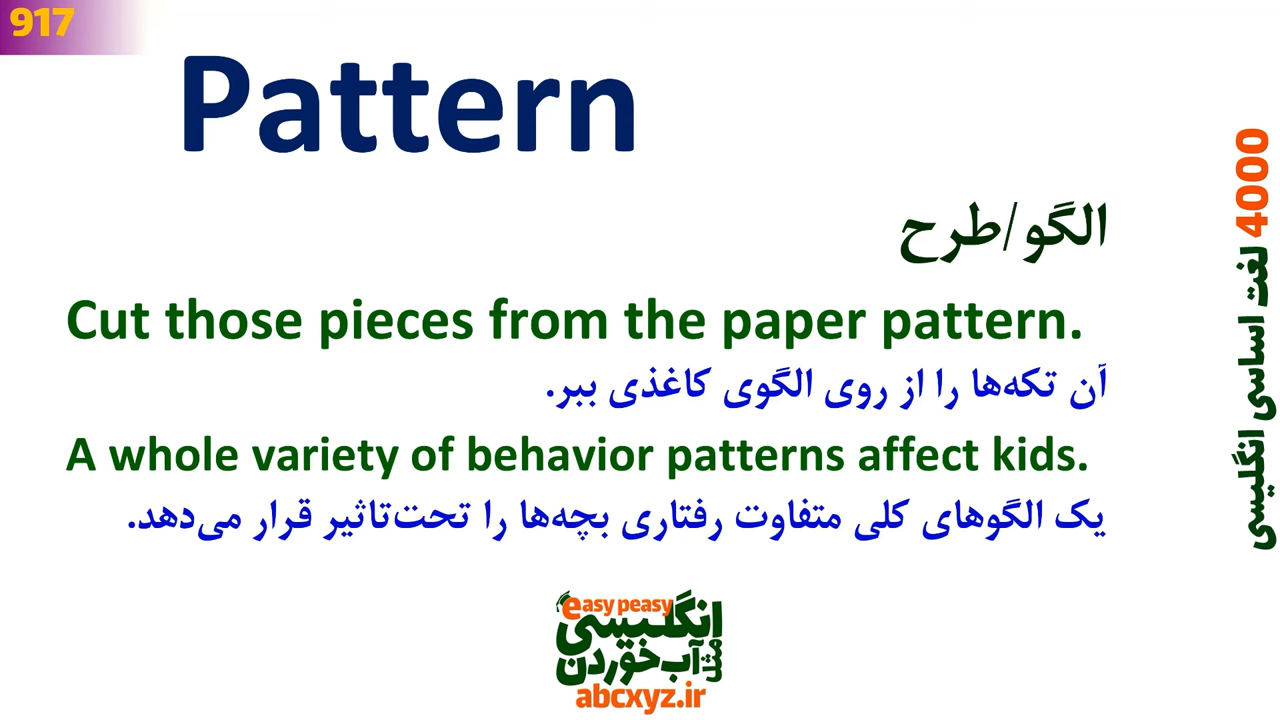 917
Pattern
الگو/طرح
Cut those pieces from the paper pattern.
آن تکه‌ها را از روی الگوی کاغذی ببر.
A whole variety of behavior patterns affect kids.
یک الگوهای کلی متفاوت رفتاری بچه‌ها را تحت‌تاثیر قرار می‌دهد.
4000 لغت اساسی انگلیسی
easy peasy
انگلیسی
مثل آب خوردن
abcxyz.ir